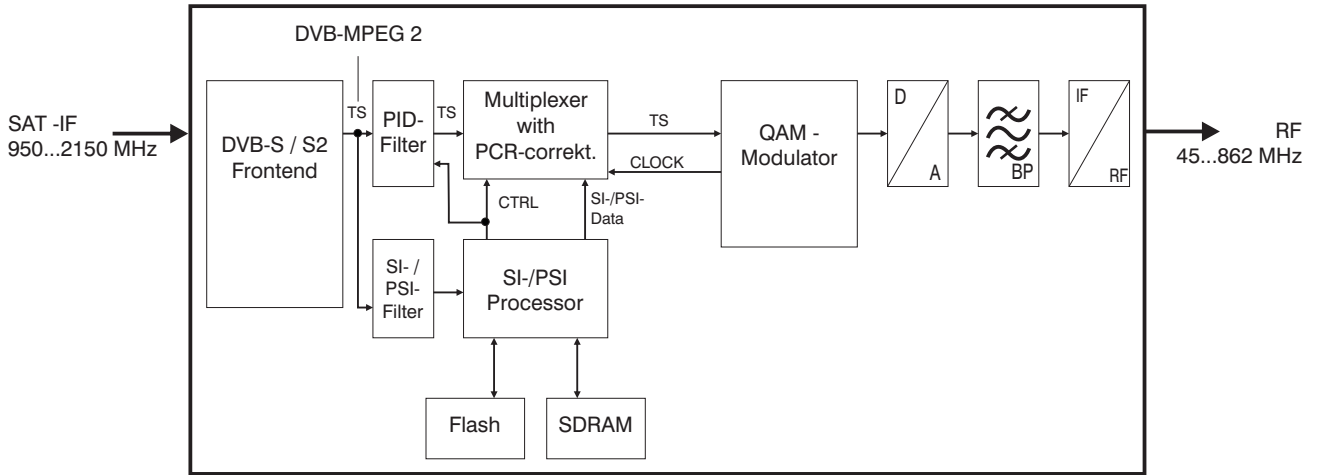 DVB-MPEG 2
SAT -IF
950...2150 MHz
DVB-S / S2
Frontend
TS
PID-
Filter
TS
Multiplexer
with
PCR-correkt.
TS
CLOCK
QAM -
Modulator
D
A
BP
IF
RF
RF
45...862 MHz
CTRL
SI-/PSI-
Data
SI- /
PSI-
Filter
SI-/PSI
Processor
Flash
SDRAM